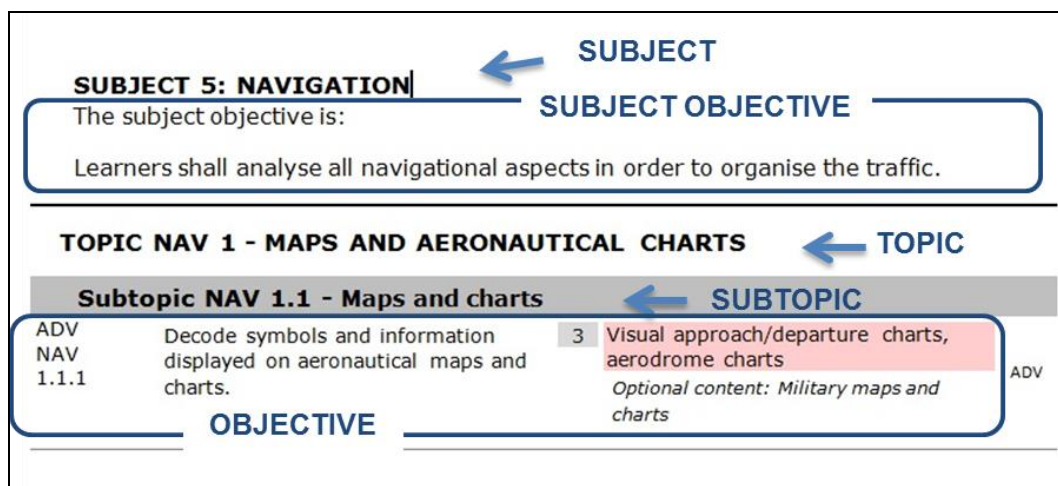 SUBJECT
SUBJECT 5: NAVIGATION
SUBJECT OBJECTIVE
The subject objective is:
Learners shall analyse all navigational aspects in order to organise the traffic.
TOPIC NAV 1 - MAPS AND AERONAUTICAL CHARTS
TOPIC
Subtopic NAV 1.1 - Maps and charts
SUBTOPIC
ADV
NAV
1.1.1
Decode symbols and information
displayed on aeronautical maps and
charts.
3
Visual approach/departure charts,
aerodrome charts
Optional content: Military maps and
charts
ADV
OBJECTIVE